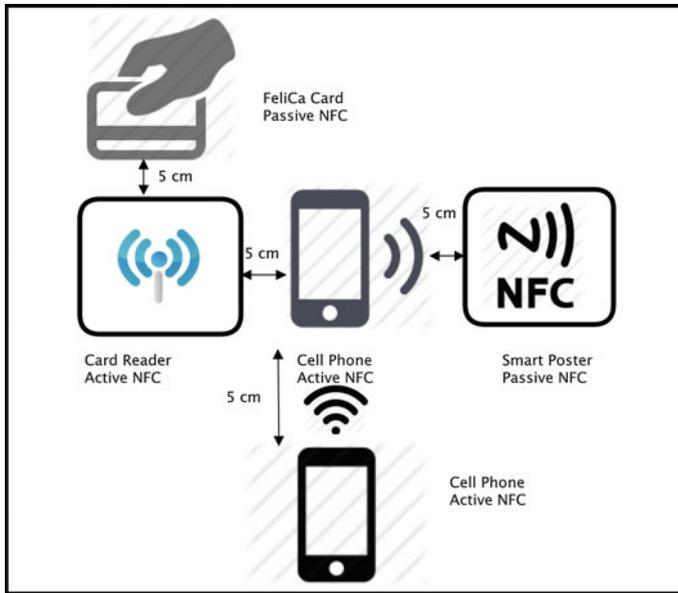 FeliCa Card
Passive NFC
5 cm
5 cm
5 cm
NFC
Card Reader
Active NFC
Cell Phone
Active NFC
Smart Poster
Passive NFC
5 cm
Cell Phone
Active NFC